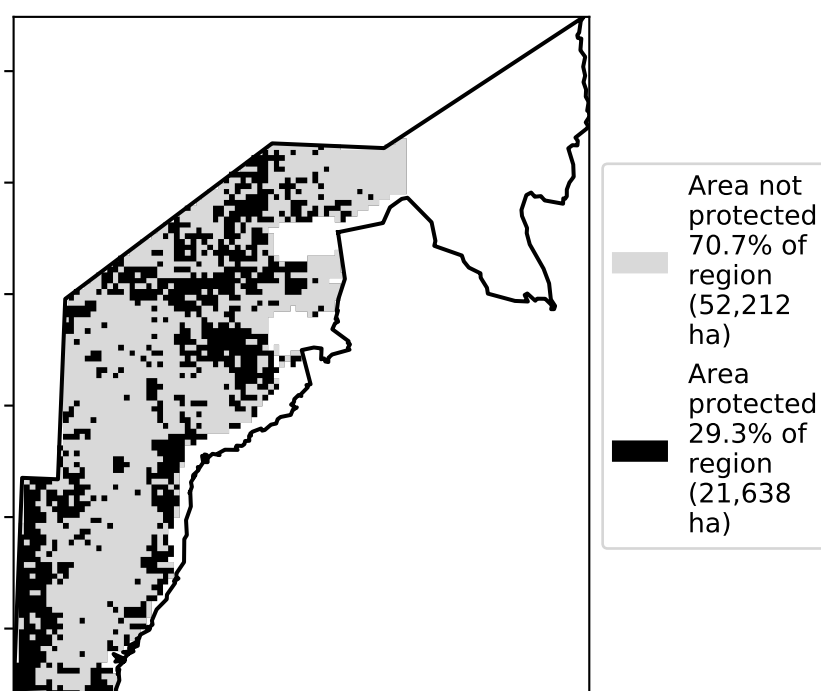 Area not
protected
70.7% of
region
(52,212
ha)
Area
protected
29.3% of
region
(21,638
ha)